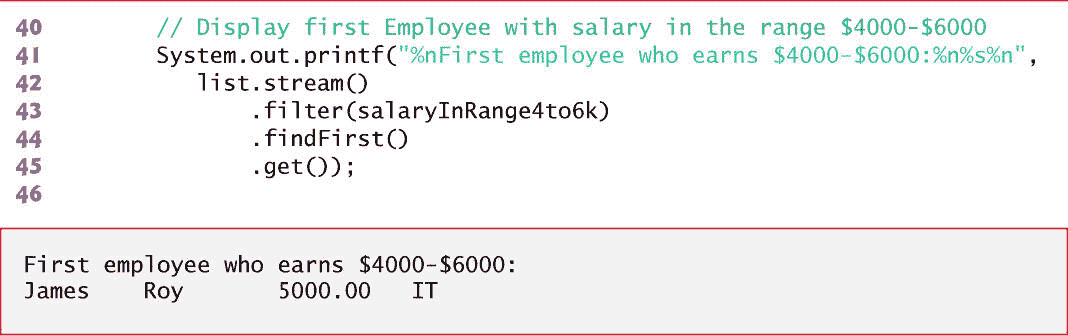 40 // Display first Employee with salary in the range $4000-$6000
41 System.out.printf("%nFirst employee who earns $4000-$6000:%n%s%n",
42 list.stream()
43 .filter(salaryInRange4to6k)
44 .findFirst()
45 .get());
46
First employee who earns $4000-$6000:
James Roy 5000.00 IT